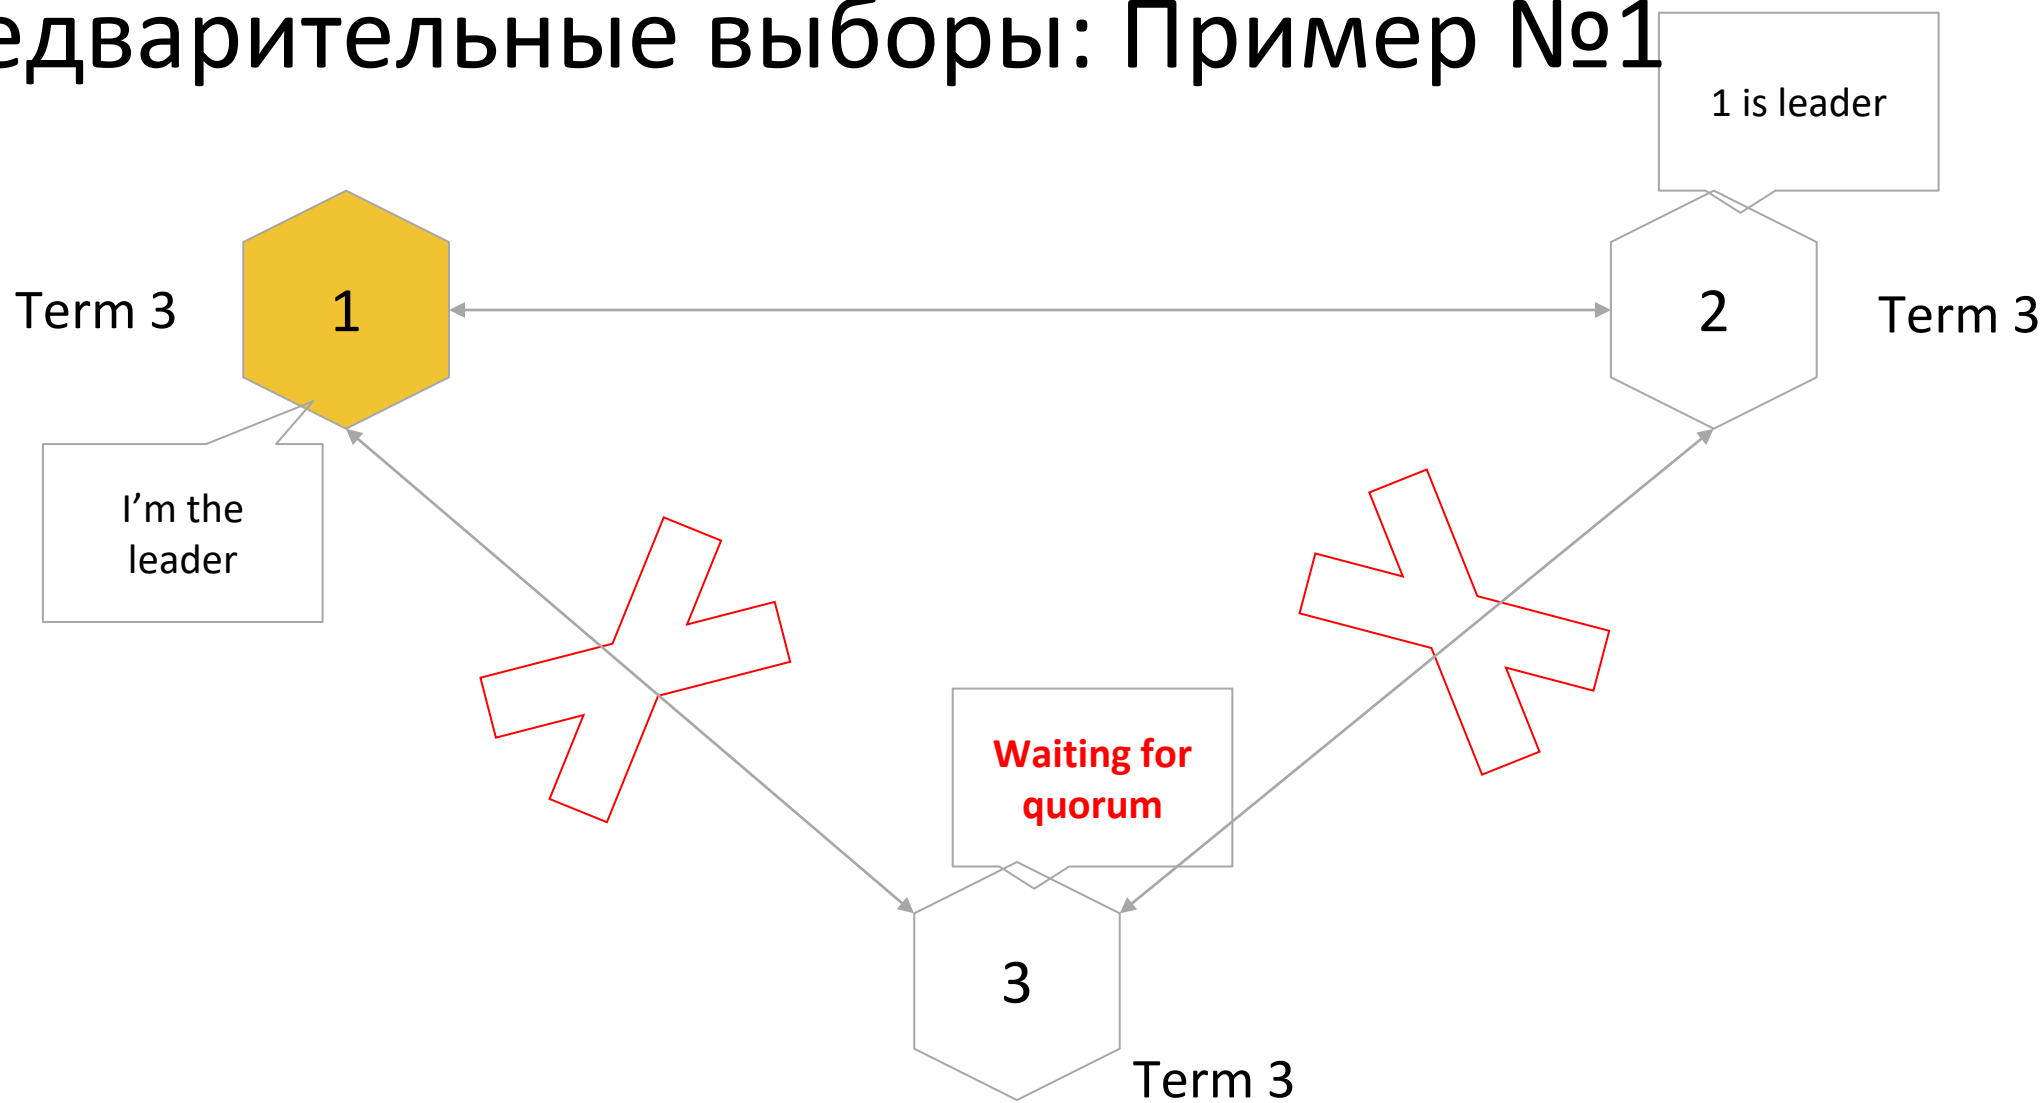 едварительные выборы: Пример №1
1 is leader
Term 3
1
2
Term 3
I’m the
leader
Waiting for
quorum
3
Term 3